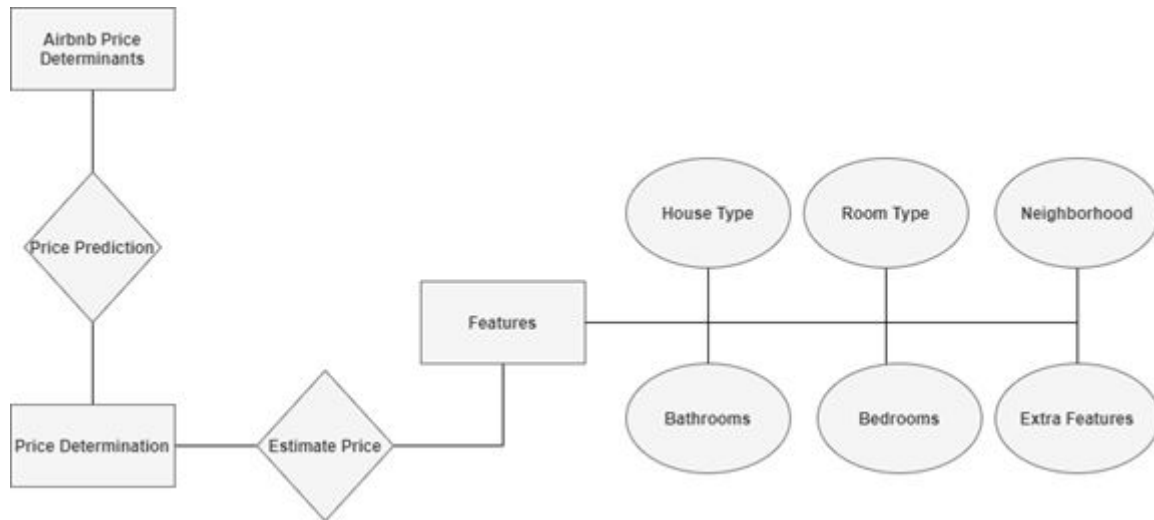 Airbnb Price
Determinants
Price Prediction
House Type
Room Type
Neighborhood
Features
Price Determination
Estimate Price
Bathrooms
Bedrooms
Extra Features